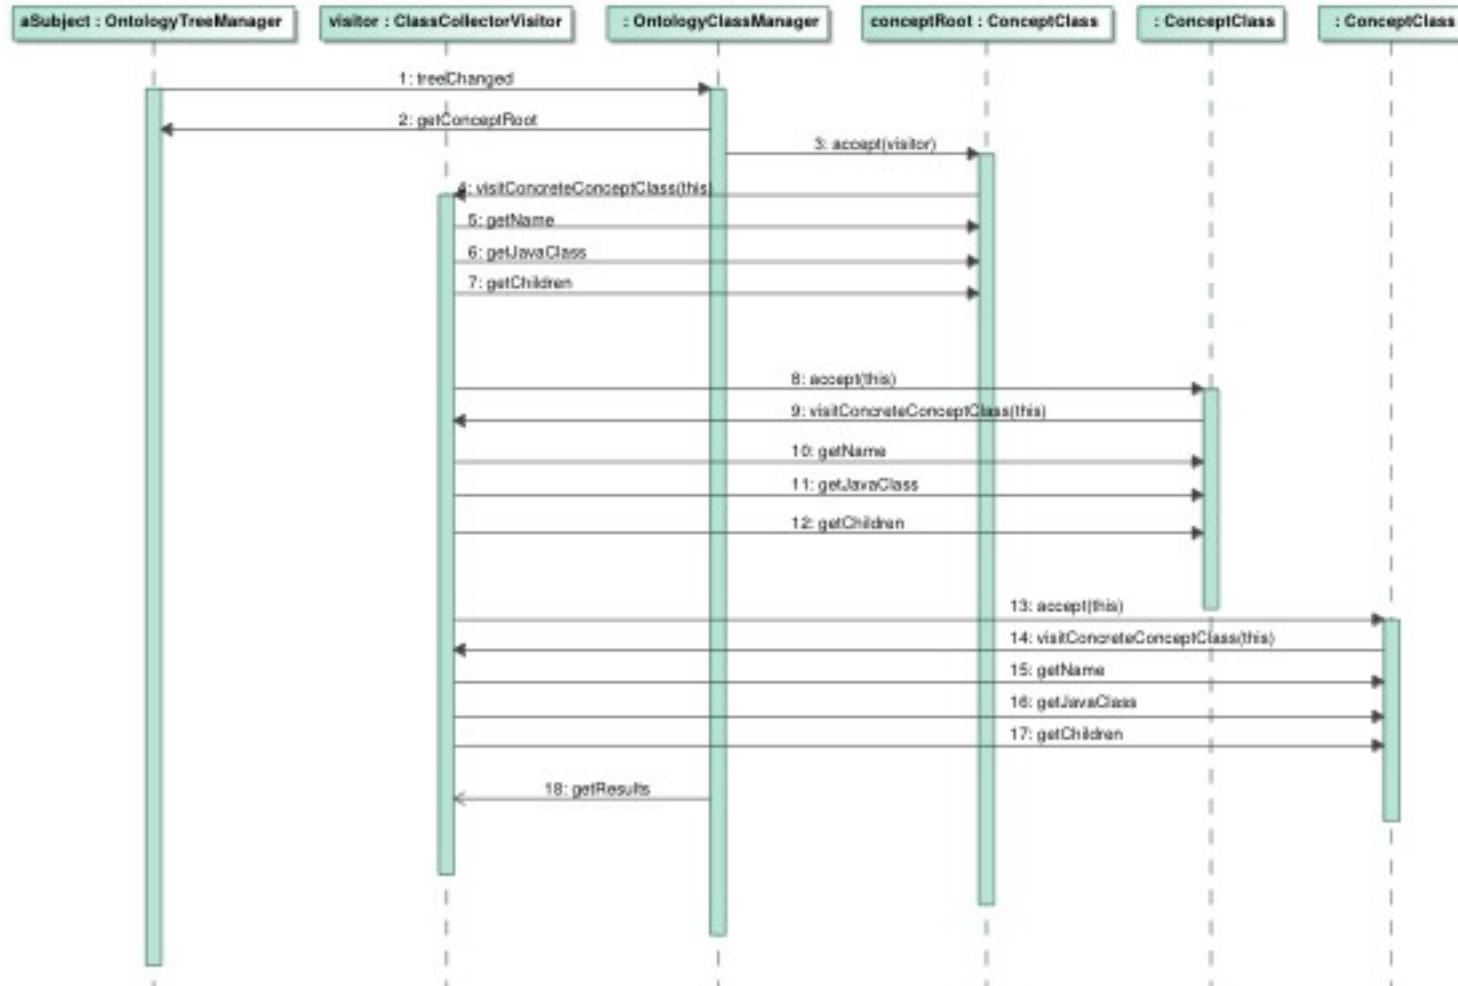 aSubject : OntologyTreeManager
visitor : ClassCollectorVisitor
: OntologyClassManager
conceptRoot : ConceptClass
: ConceptClass
: ConceptClass
1: treeChanged
2: getConceptRoot
3: accept(visitor)
4: visitConcreteConceptClass(this)
5: getName
6: getJavaClass
7: getChildren
8: accept(this)
9: visitConcreteConceptClass(this)
10: getName
11: getJavaClass
12: getChildren
13: accept(this)
14: visitConcreteConceptClass(this)
15: getName
16: getJavaClass
17: getChildren
18: getResults